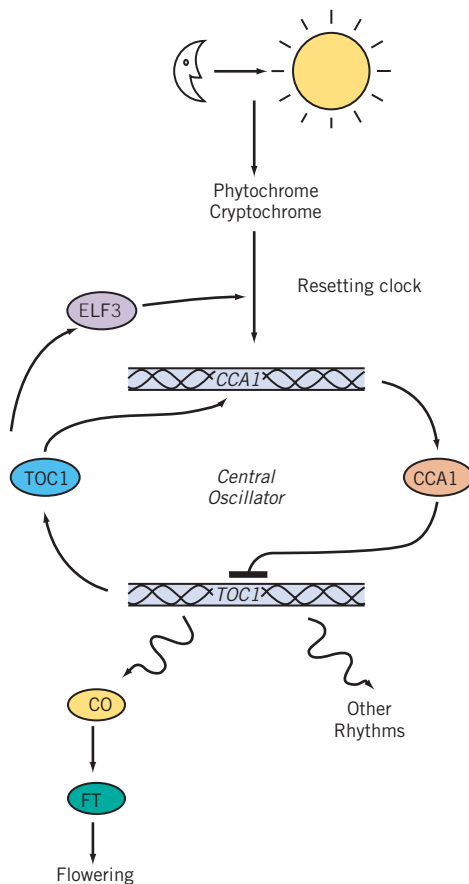 Phytochrome
Cryptochrome
Resetting clock
ELF3
CCA1
TOC1
Central
Oscillator
CCA1
TOC1
CO
Other
Rhythms
FT
Flowering